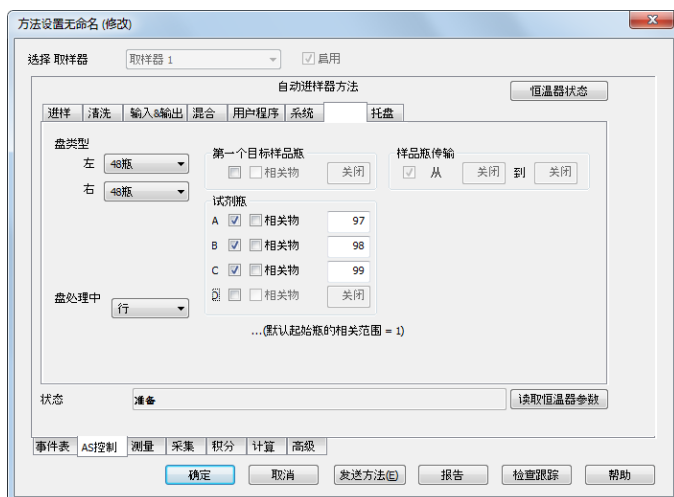 方法设置无命名 (修改)
选择 取样器 取样器 1 启用
自动进样器方法 恒温器状态
进样 清洗 输入&输出 混合 用户程序 系统 托盘
盘类型 第一个目标样品瓶 样品瓶传输
左 48瓶 相关物 关闭 从 关闭 到 关闭
右 48瓶 试剂瓶
A 相关物 97
B 相关物 98
C 相关物 99
盘必理中 行 D 相关物 关闭
...(默认起始瓶的相关范围 = 1)
状态 准备 读取恒温器参数
事件表 AS控制 测量 采集 积分 计算 高级
确定 取消 发送方法(E) 报告 检查跟踪 帮助